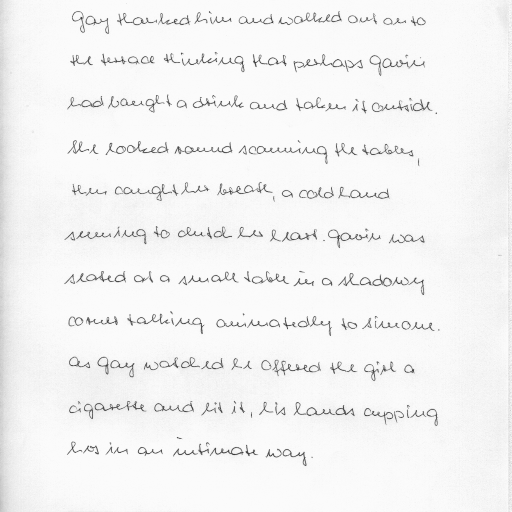 Gay thanked him and walked out on to
the terrace thinking that perhaps Gavin
had bought a drink and taken it outside.
She looked round scanning the tables,
then caught her breath, a cold hand
seeming to clutch her heart. Gavin was
seated at a small table in a shadowy
corner talking animatedly to Simone.
As Gay watched he offered the girl a
cigarette and lit it, his hands cupping
hers in an intimate way.